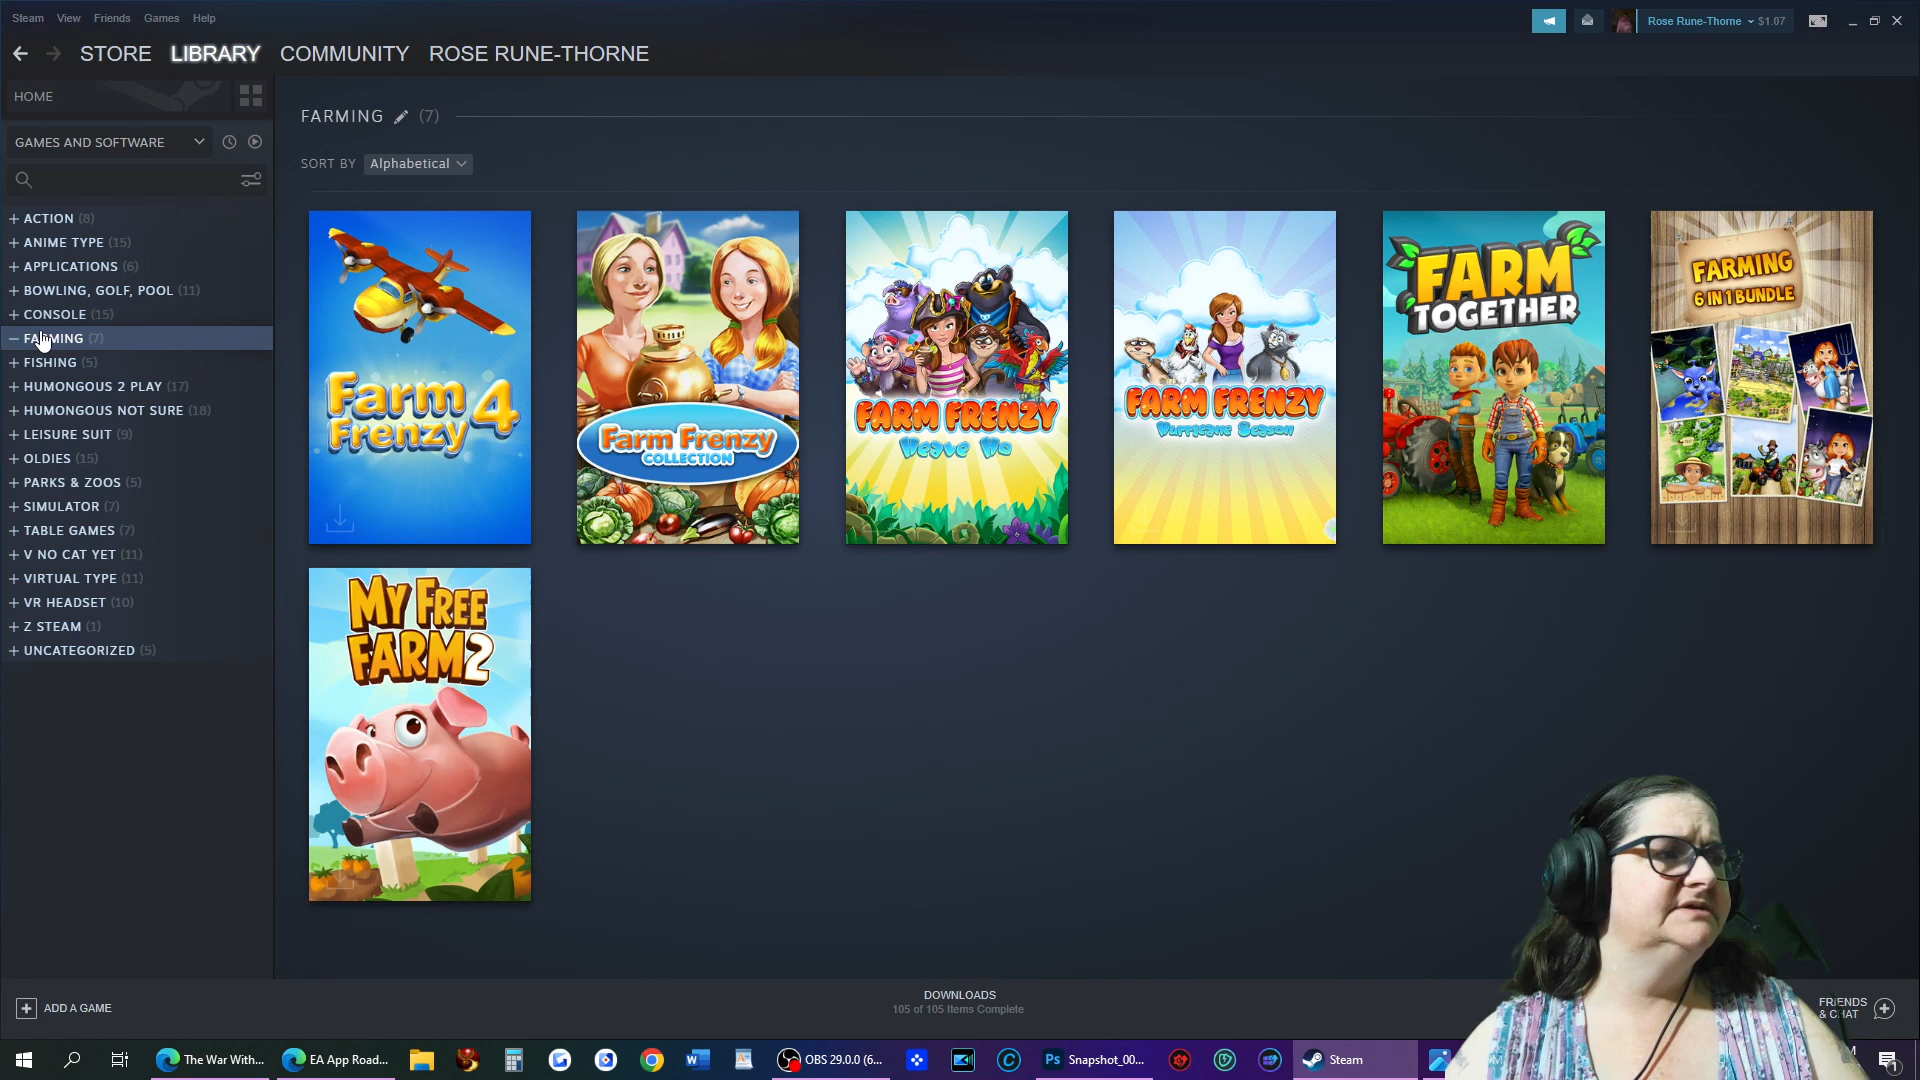 Steam View Friends Games Help
Rose Rune-Thorne $1.07
STORE LIBRARY COMMUNITY ROSE RUNE-THORNE
HOME
GAMES AND SOFTWARE
+ ACTION (8)
+ ANIME TYPE (15)
+ APPLICATIONS (6)
+ BOWLING, GOLF, POOL (11)
+ CONSOLE (15)
− FARMING (7)
+ FISHING (5)
+ HUMONGOUS 2 PLAY (17)
+ HUMONGOUS NOT SURE (18)
+ LEISURE SUIT (9)
+ OLDIES (15)
+ PARKS & ZOOS (5)
+ SIMULATOR (7)
+ TABLE GAMES (7)
+ V NO CAT YET (11)
+ VIRTUAL TYPE (11)
+ VR HEADSET (10)
+ Z STEAM (1)
+ UNCATEGORIZED (5)
FARMING (7)
SORT BY Alphabetical
Farm
Frenzy 4
Farm Frenzy
COLLECTION
FARM FRENZY
Heave Ho
FARM FRENZY
Hurricane Season
FARM
TOGETHER
FARMING
6 IN 1 BUNDLE
MY FREE
FARM 2
ADD A GAME
DOWNLOADS
105 of 105 Items Complete
FRIENDS
& CHAT
The War With...
EA App Road...
OBS 29.0.0 (6...
Ps
Snapshot_00...
Steam
1